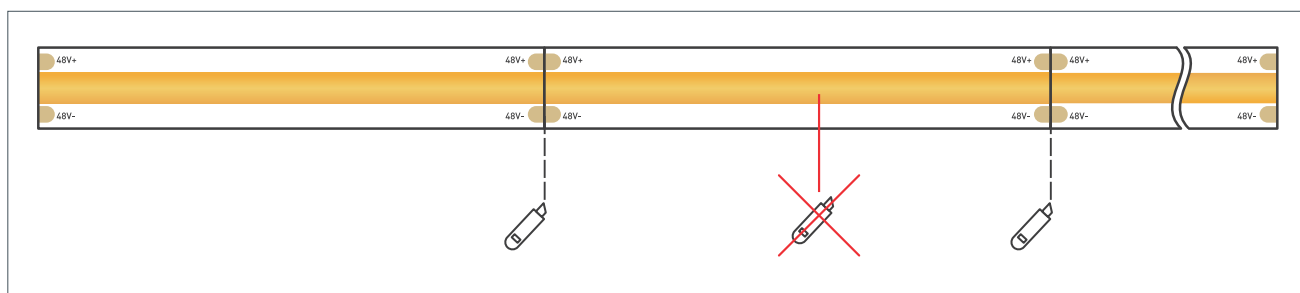 48V+ 48V+ 48V+ 48V+ 48V+ 48V+
48V- 48V- 48V- 48V- 48V- 48V-